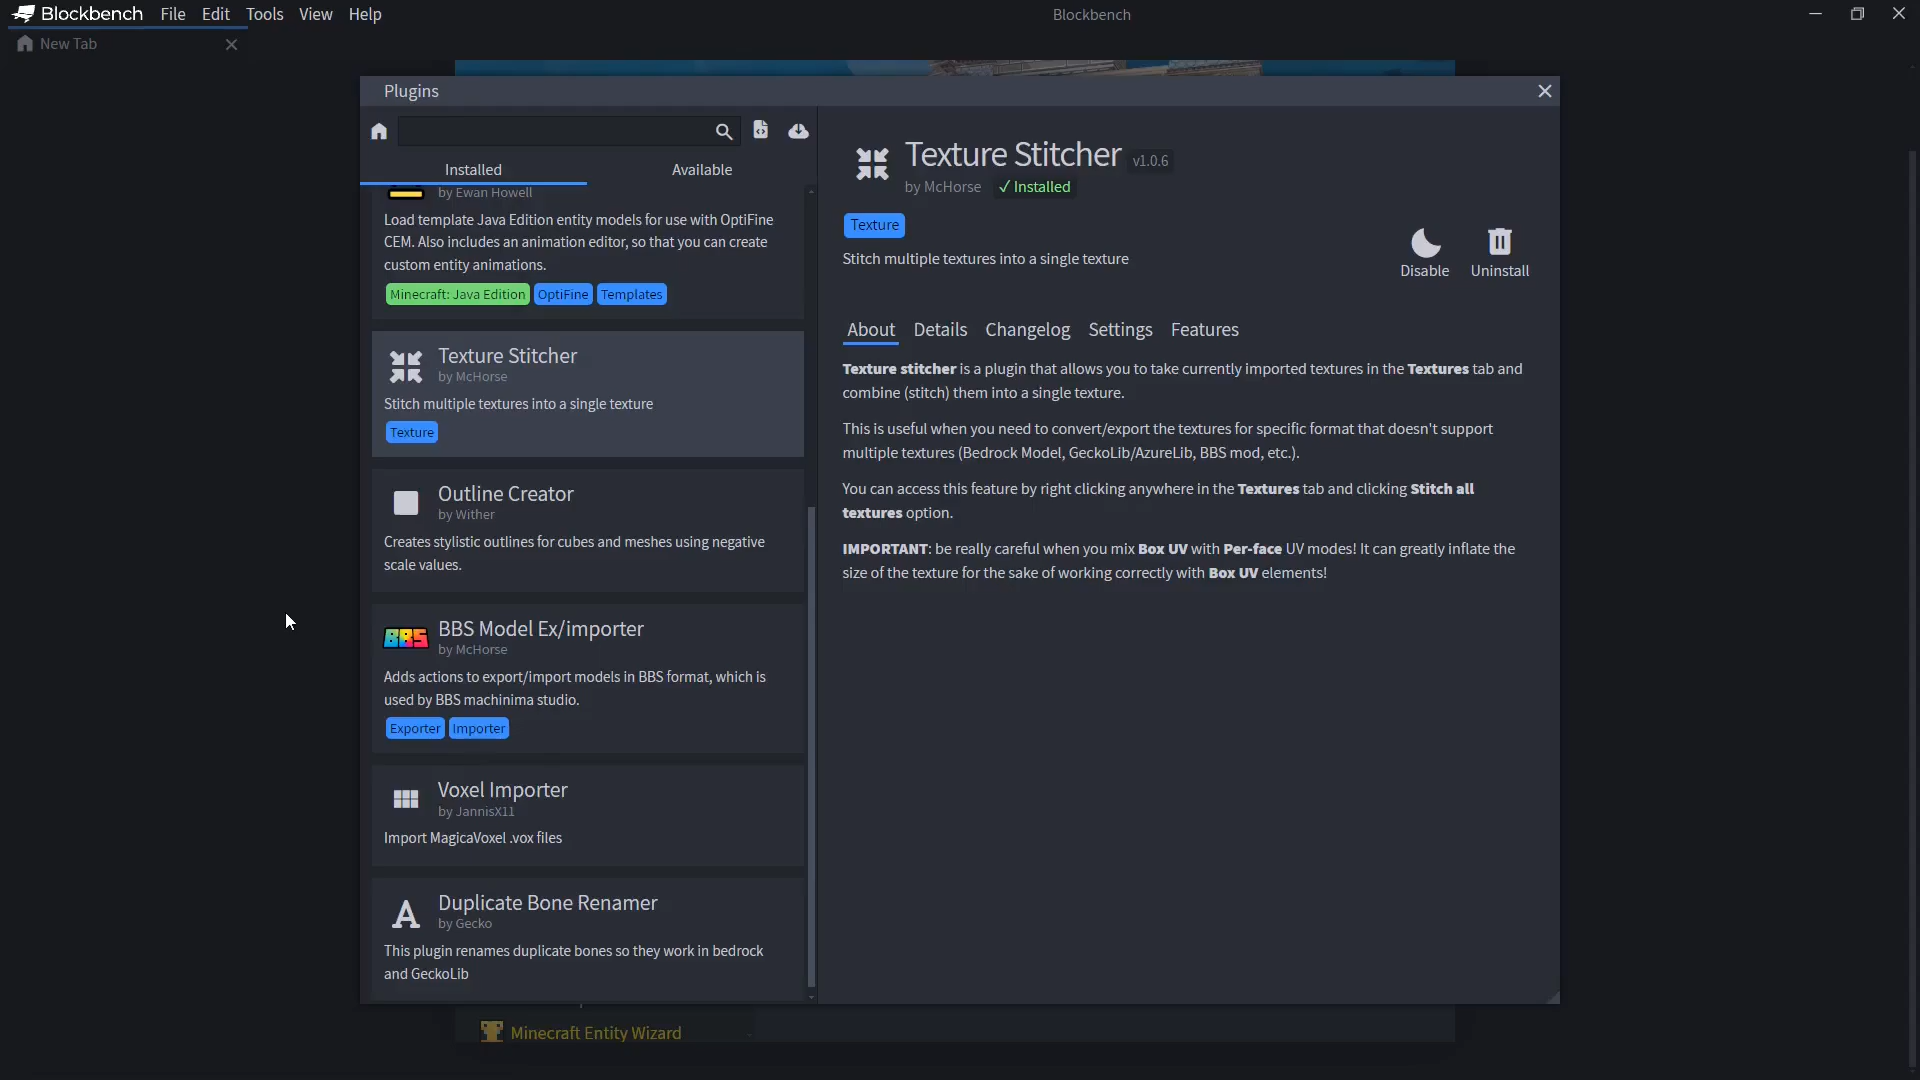 Blockbench File Edit Tools View Help
Blockbench
New Tab
Plugins
Installed Available
by Ewan Howell
Load template Java Edition entity models for use with OptiFine
CEM. Also includes an animation editor, so that you can create
custom entity animations.
Minecraft: Java Edition OptiFine Templates
Texture Stitcher
by McHorse
Stitch multiple textures into a single texture
Texture
Outline Creator
by Wither
Creates stylistic outlines for cubes and meshes using negative
scale values.
BBS
BBS Model Ex/importer
by McHorse
Adds actions to export/import models in BBS format, which is
used by BBS machinima studio.
Exporter Importer
Voxel Importer
by JannisX11
Import MagicaVoxel .vox files
A
Duplicate Bone Renamer
by Gecko
This plugin renames duplicate bones so they work in bedrock
and GeckoLib
Texture Stitcher v1.0.6
by McHorse ✓ Installed
Texture
Stitch multiple textures into a single texture
Disable Uninstall
About Details Changelog Settings Features
Texture stitcher is a plugin that allows you to take currently imported textures in the Textures tab and
combine (stitch) them into a single texture.
This is useful when you need to convert/export the textures for specific format that doesn't support
multiple textures (Bedrock Model, GeckoLib/AzureLib, BBS mod, etc.).
You can access this feature by right clicking anywhere in the Textures tab and clicking Stitch all
textures option.
IMPORTANT: be really careful when you mix Box UV with Per-face UV modes! It can greatly inflate the
size of the texture for the sake of working correctly with Box UV elements!
Minecraft Entity Wizard